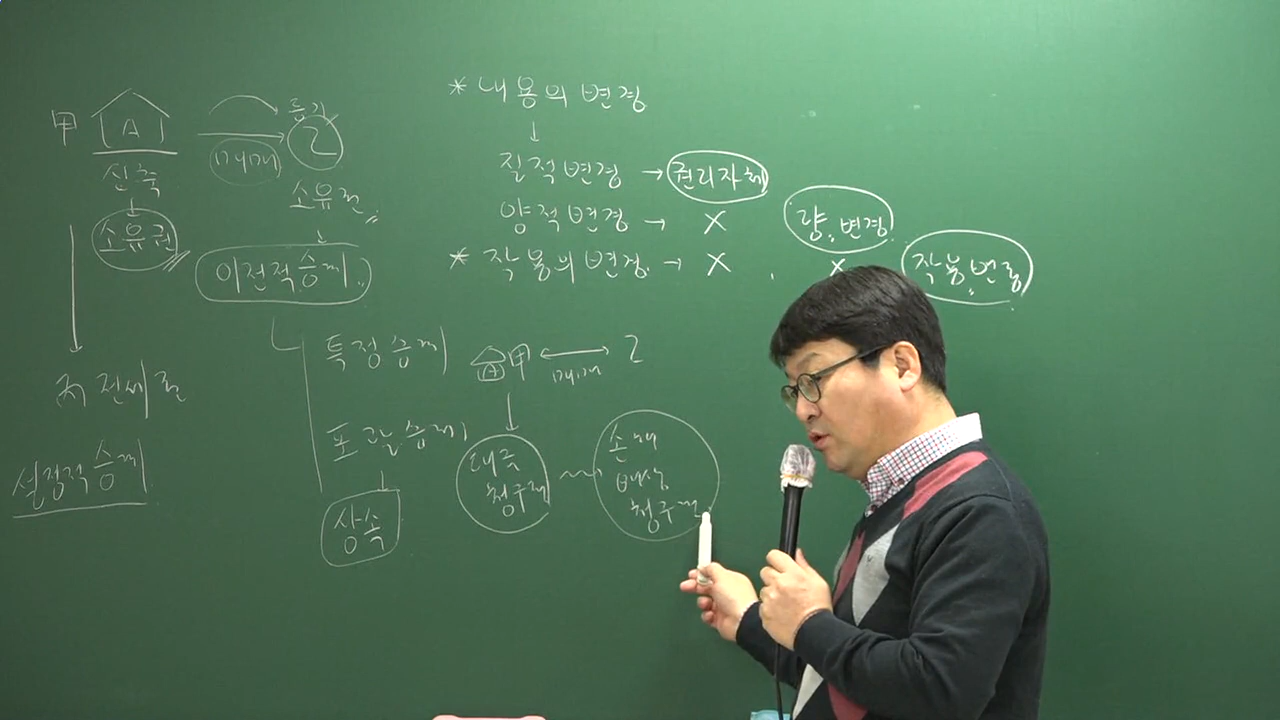 甲 A
신축
소유권
등기
乙
매매
소유권
이전적 승계
전세권
설정적 승계
특정승계
포괄승계
상속
* 내용의 변경
질적변경 → 권리자체
양적변경 → X 량. 변경
* 작용의 변경 → X X 작용. 변경
甲 ↔ 乙
매매
대금
청구권
손해
배상
청구권